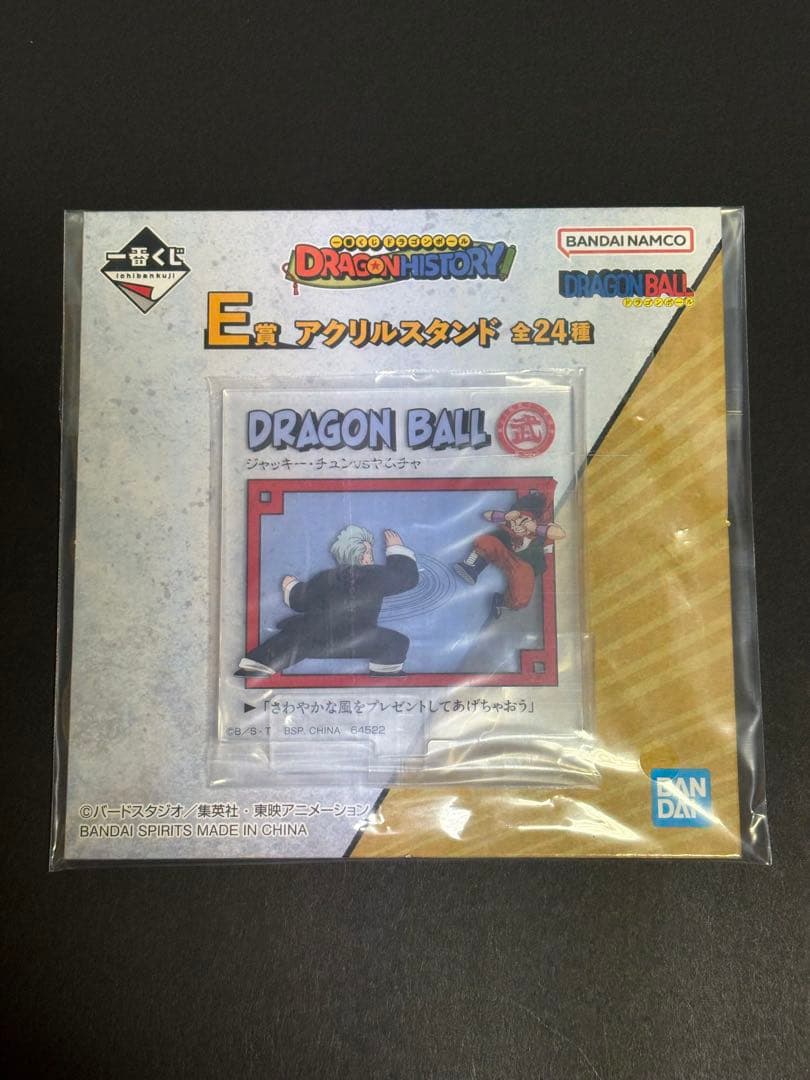 一番くじ
ichibankuji
一番くじ ドラゴンボール
DRAGON HISTORY
BANDAI NAMCO
DRAGON BALL
ドラゴンボール
E賞 アクリルスタンド 全24種
DRAGON BALL
武
ジャッキー・チュンvsヤムチャ
▶「さわやかな風をプレゼントしてあげちゃおう」
©B/S・T BSP, CHINA 64522
©バードスタジオ/集英社・東映アニメーション
BANDAI SPIRITS MADE IN CHINA
BAN
DAI